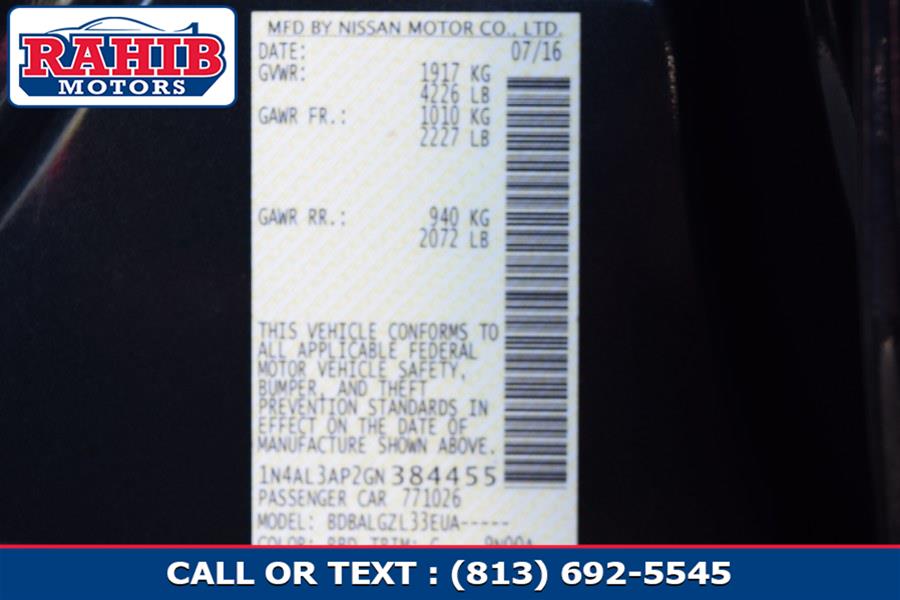 RAHIB
MOTORS
MFD BY NISSAN MOTOR CO., LTD.
DATE: 07/16
GVWR: 1917 KG
4226 LB
GAWR FR.: 1010 KG
2227 LB
GAWR RR.: 940 KG
2072 LB
THIS VEHICLE CONFORMS TO
ALL APPLICABLE FEDERAL
MOTOR VEHICLE SAFETY,
BUMPER, AND THEFT
PREVENTION STANDARDS IN
EFFECT ON THE DATE OF
MANUFACTURE SHOWN ABOVE.
1N4AL3AP2GN384455
PASSENGER CAR 771026
MODEL: BDBALGZL33EUA-----
COLOR: TRIM: G
CALL OR TEXT : (813) 692-5545